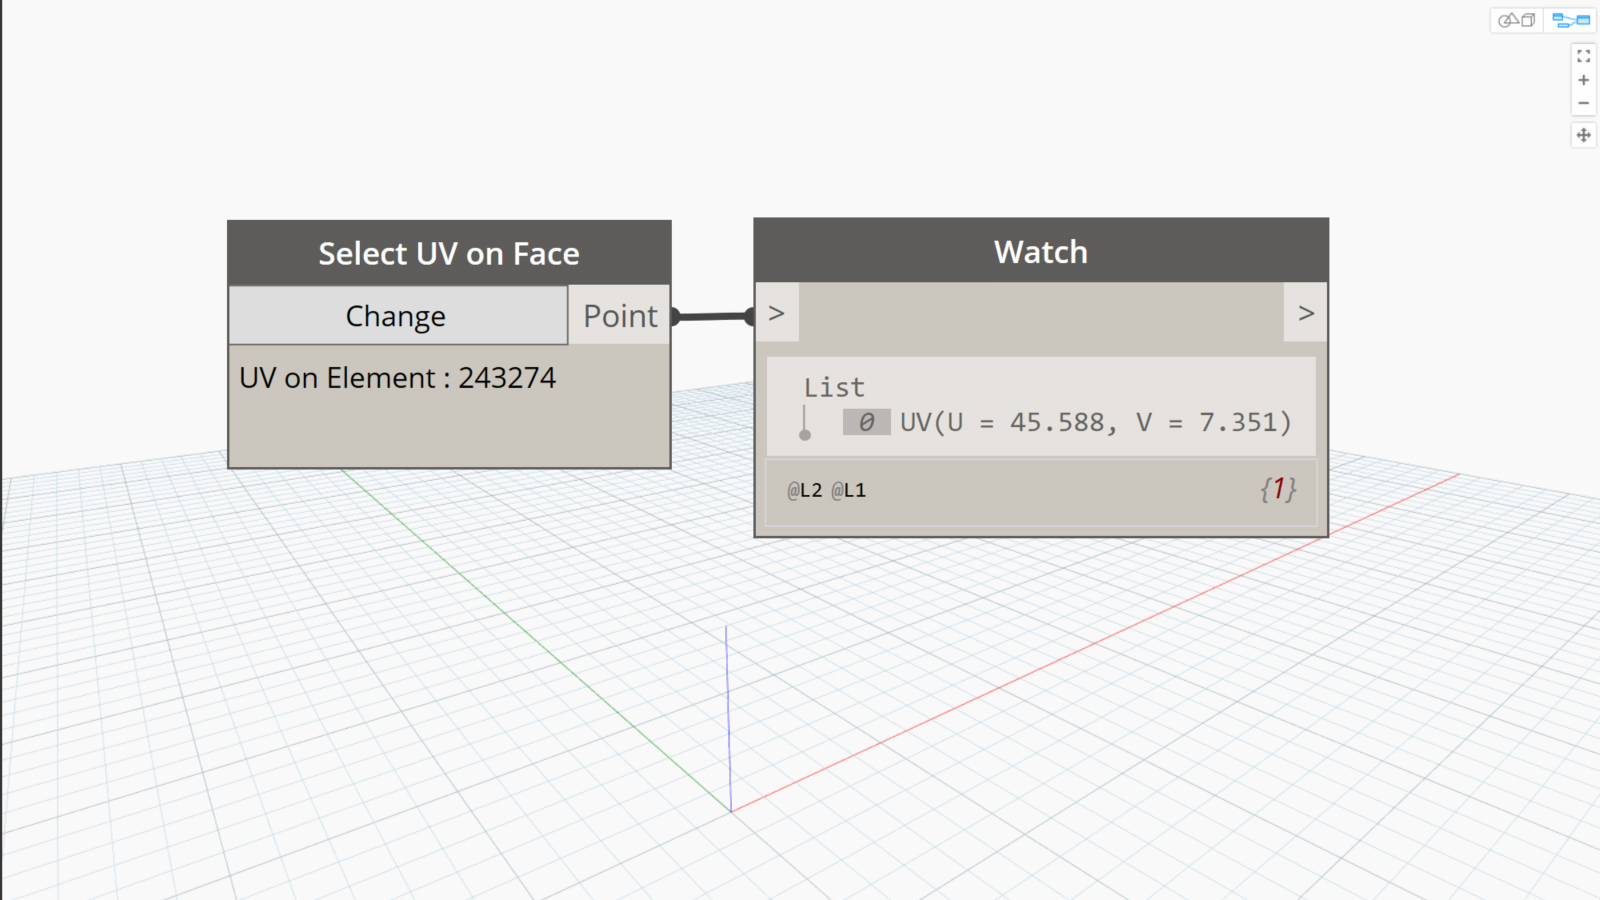 Select UV on Face
Change
Point
UV on Element : 243274
Watch
>
>
List
0 UV(U = 45.588, V = 7.351)
@L2 @L1
{1}